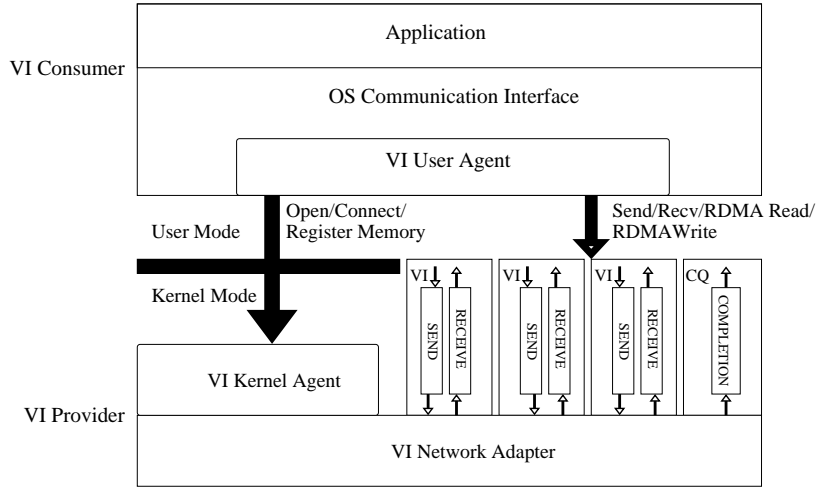 Application
VI Consumer
OS Communication Interface
VI User Agent
Open/Connect/
Register Memory
Send/Recv/RDMA Read/
RDMAWrite
User Mode
Kernel Mode
VI
SEND
RECEIVE
VI
SEND
RECEIVE
VI
SEND
RECEIVE
CQ
COMPLETION
VI Kernel Agent
VI Provider
VI Network Adapter